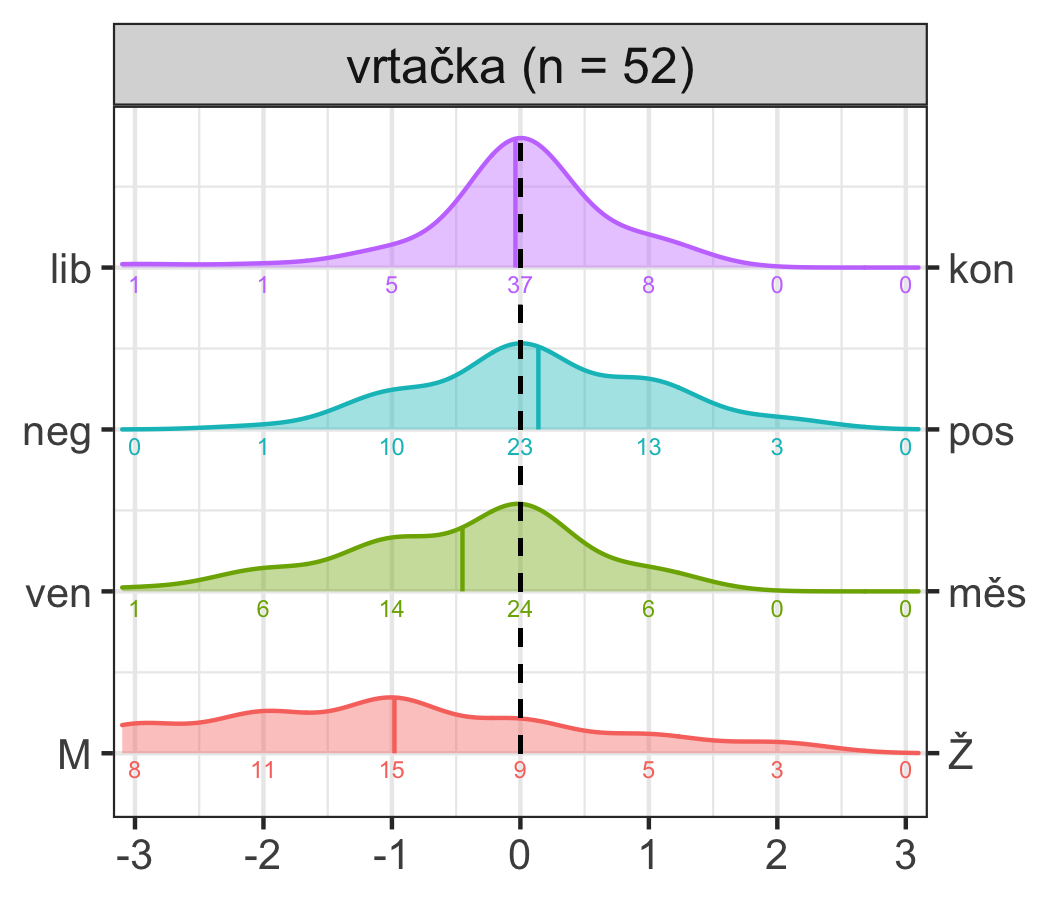 vrtačka (n = 52)
lib kon
1 1 5 37 8 0 0
neg pos
0 1 10 23 13 3 0
ven měs
1 6 14 24 6 0 0
M Ž
8 11 15 9 5 3 0
-3 -2 -1 0 1 2 3